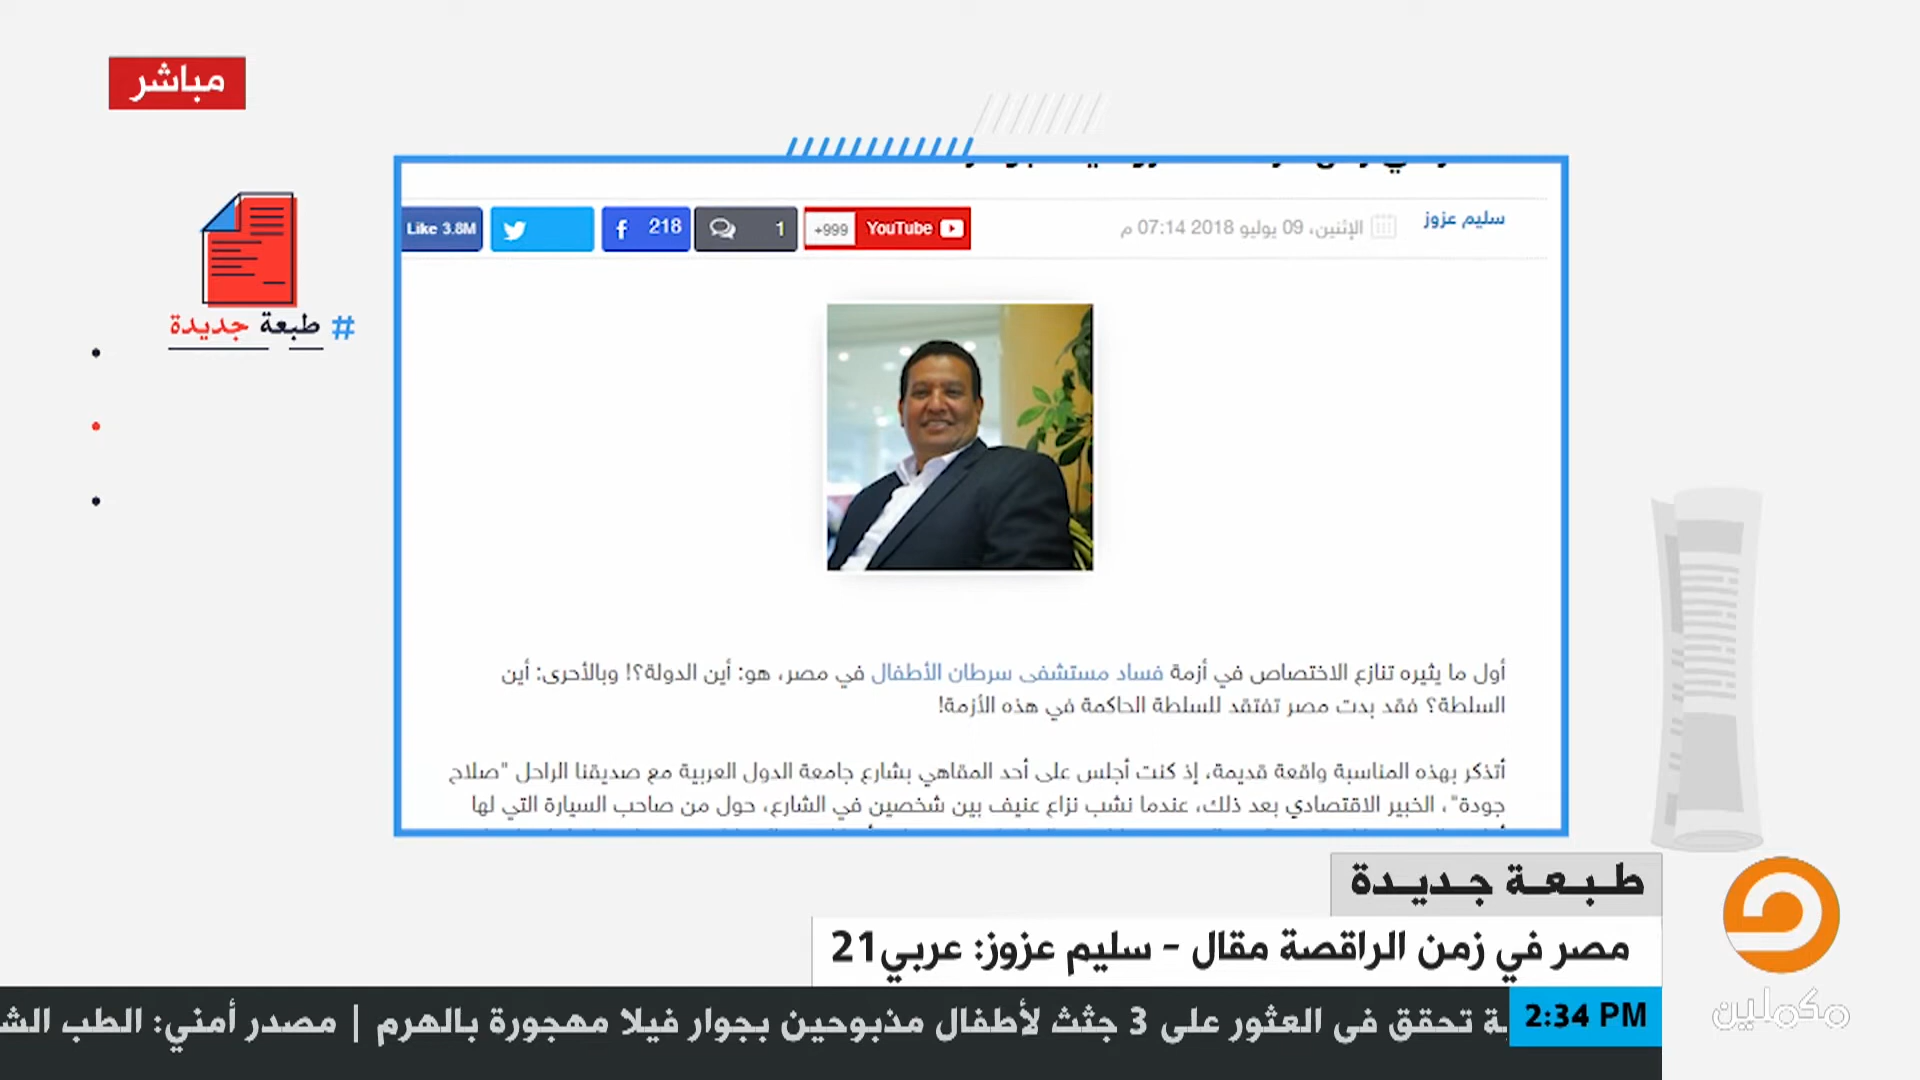 مباشر
# طبعة جديدة
Like 3.8M
218
1
+999
YouTube
الإثنين، 09 يوليو 2018 07:14 م
سليم عزوز
أول ما يثيره تنازع الاختصاص في أزمة فساد مستشفى سرطان الأطفال في مصر، هو: أين الدولة؟! وبالأحرى: أين
السلطة؟ فقد بدت مصر تفتقد للسلطة الحاكمة في هذه الأزمة!
أتذكر بهذه المناسبة واقعة قديمة، إذ كنت أجلس على أحد المقاهي بشارع جامعة الدول العربية مع صديقنا الراحل "صلاح
جودة"، الخبير الاقتصادي بعد ذلك، عندما نشب نزاع عنيف بين شخصين في الشارع، حول من صاحب السيارة التي لها
طبعة جديدة
مصر في زمن الراقصة مقال - سليم عزوز: عربي21
2:34 PM
ـة تحقق فى العثور على 3 جثث لأطفال مذبوحين بجوار فيلا مهجورة بالهرم | مصدر أمني: الطب الشـ
مكملين